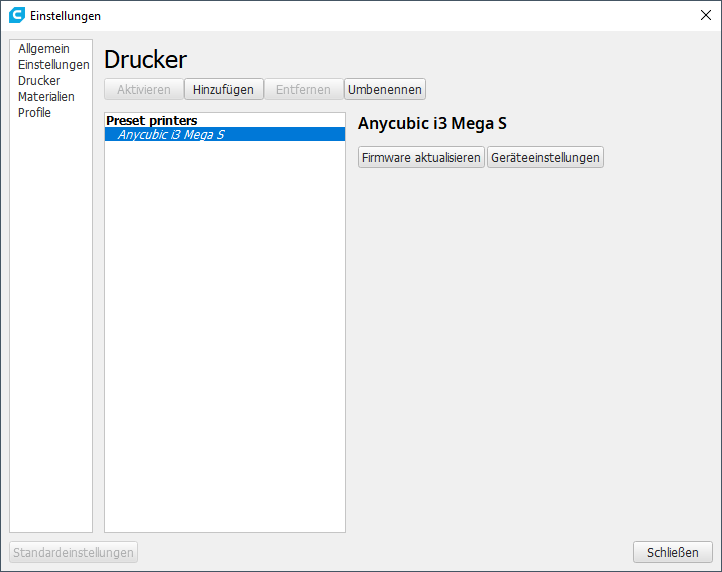 Einstellungen
Allgemein
Einstellungen
Drucker
Materialien
Profile
Drucker
Aktivieren Hinzufügen Entfernen Umbenennen
Preset printers
Anycubic i3 Mega S
Anycubic i3 Mega S
Firmware aktualisieren Geräteeinstellungen
Standardeinstellungen Schließen